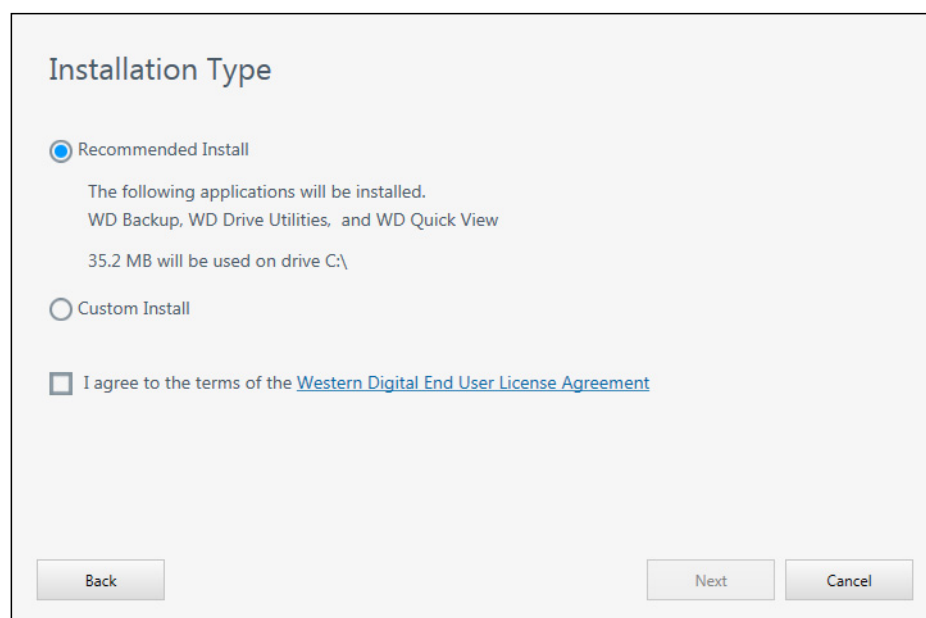 Installation Type
Recommended Install
The following applications will be installed.
WD Backup, WD Drive Utilities,  and WD Quick View
35.2 MB will be used on drive C:\
Custom Install
I agree to the terms of the Western Digital End User License Agreement
Back Next Cancel